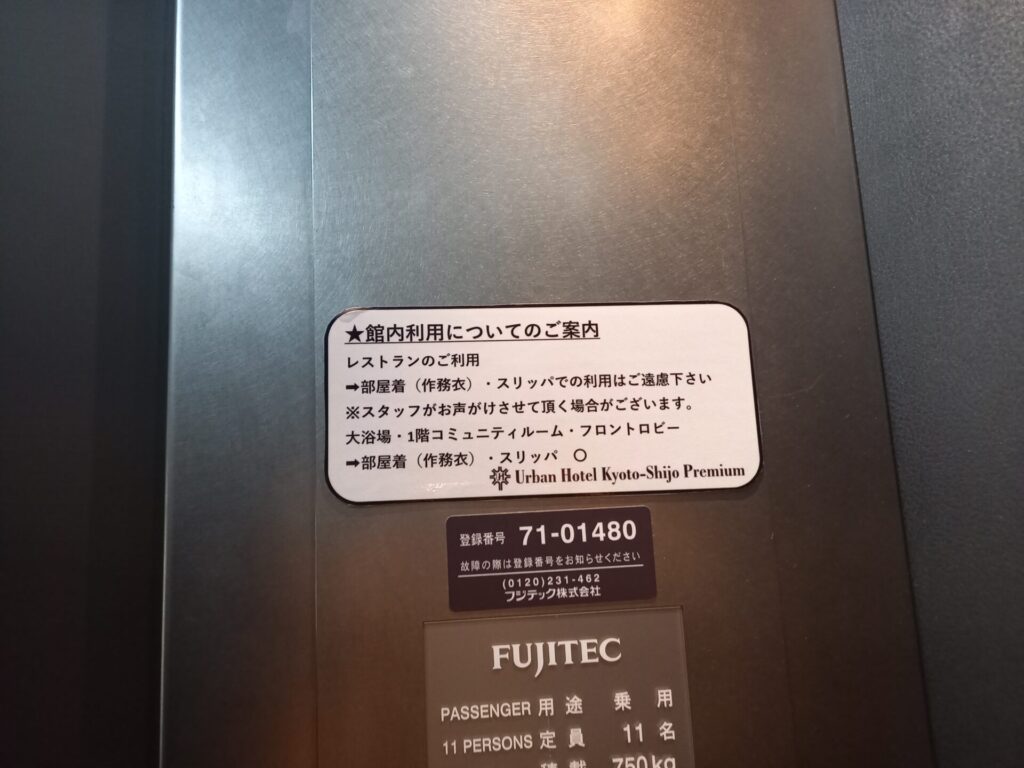 ★館内利用についてのご案内
レストランのご利用
➡部屋着（作務衣）・スリッパでの利用はご遠慮下さい
※スタッフがお声がけさせて頂く場合がございます。
大浴場・1階コミュニティルーム・フロントロビー
➡部屋着（作務衣）・スリッパ　〇
Urban Hotel Kyoto-Shijo Premium
登録番号 71-01480
故障の際は登録番号をお知らせください
(0120)231-462
フジテック株式会社
FUJITEC
PASSENGER 用途 乗用
11 PERSONS 定員 11名
積載 750kg